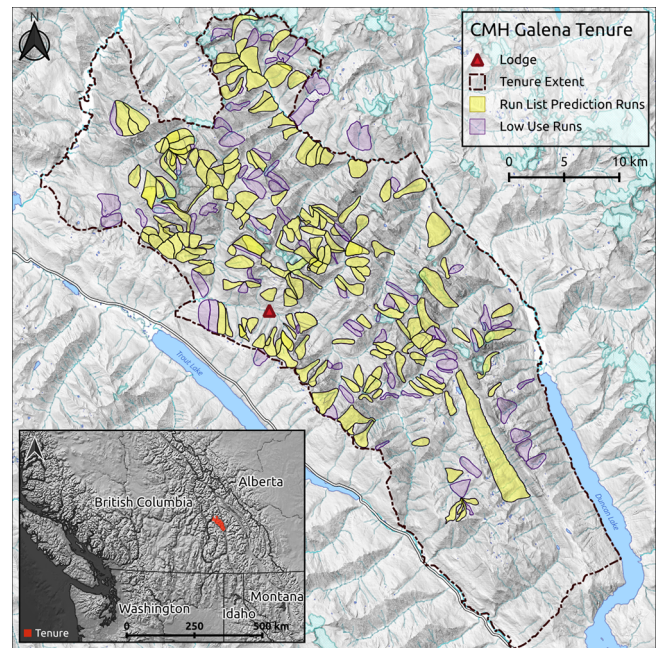 N
CMH Galena Tenure
Lodge
Tenure Extent
Run List Prediction Runs
Low Use Runs
0 5 10 km
Trout Lake
Duncan Lake
British Columbia
Alberta
Washington
Idaho
Montana
Tenure
0 250 500 km